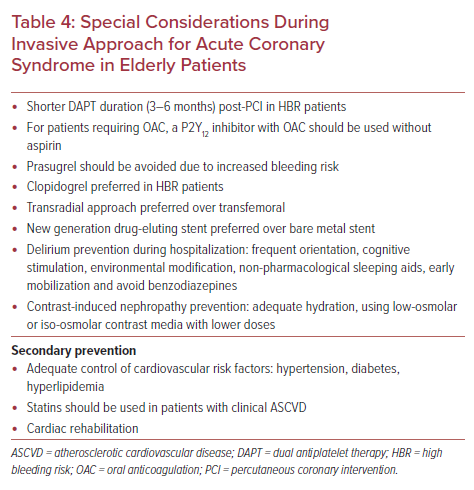 Table 4: Special Considerations During
Invasive Approach for Acute Coronary
Syndrome in Elderly Patients
• Shorter DAPT duration (3–6 months) post-PCI in HBR patients
• For patients requiring OAC, a P2Y12 inhibitor with OAC should be used without
aspirin
• Prasugrel should be avoided due to increased bleeding risk
• Clopidogrel preferred in HBR patients
• Transradial approach preferred over transfemoral
• New generation drug-eluting stent preferred over bare metal stent
• Delirium prevention during hospitalization: frequent orientation, cognitive
stimulation, environmental modification, non-pharmacological sleeping aids, early
mobilization and avoid benzodiazepines
• Contrast-induced nephropathy prevention: adequate hydration, using low-osmolar
or iso-osmolar contrast media with lower doses
Secondary prevention
• Adequate control of cardiovascular risk factors: hypertension, diabetes,
hyperlipidemia
• Statins should be used in patients with clinical ASCVD
• Cardiac rehabilitation
ASCVD = atherosclerotic cardiovascular disease; DAPT = dual antiplatelet therapy; HBR = high
bleeding risk; OAC = oral anticoagulation; PCI = percutaneous coronary intervention.